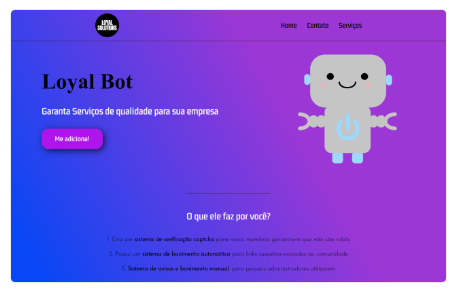 LOYAL
SOLUTIONS
Home Contato Serviços
Loyal Bot
Garanta Serviços de qualidade para sua empresa
Me adicione!
O que ele faz por você?
1. Cria um sistema de verificação captcha para novos membros garantirem que não são robôs
2. Possui um sistema de banimento automático para links suspeitos enviados na comunidade
3. Sistema de avisos e banimento manual, para pessoas administradoras utilizarem